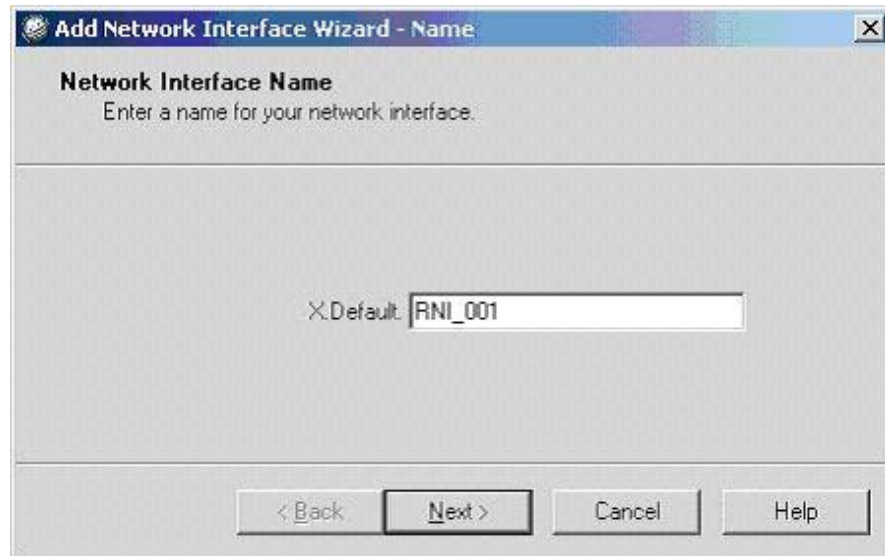 Add Network Interface Wizard - Name
Network Interface Name
Enter a name for your network interface.
X.Default. RNI_001
< Back Next > Cancel Help